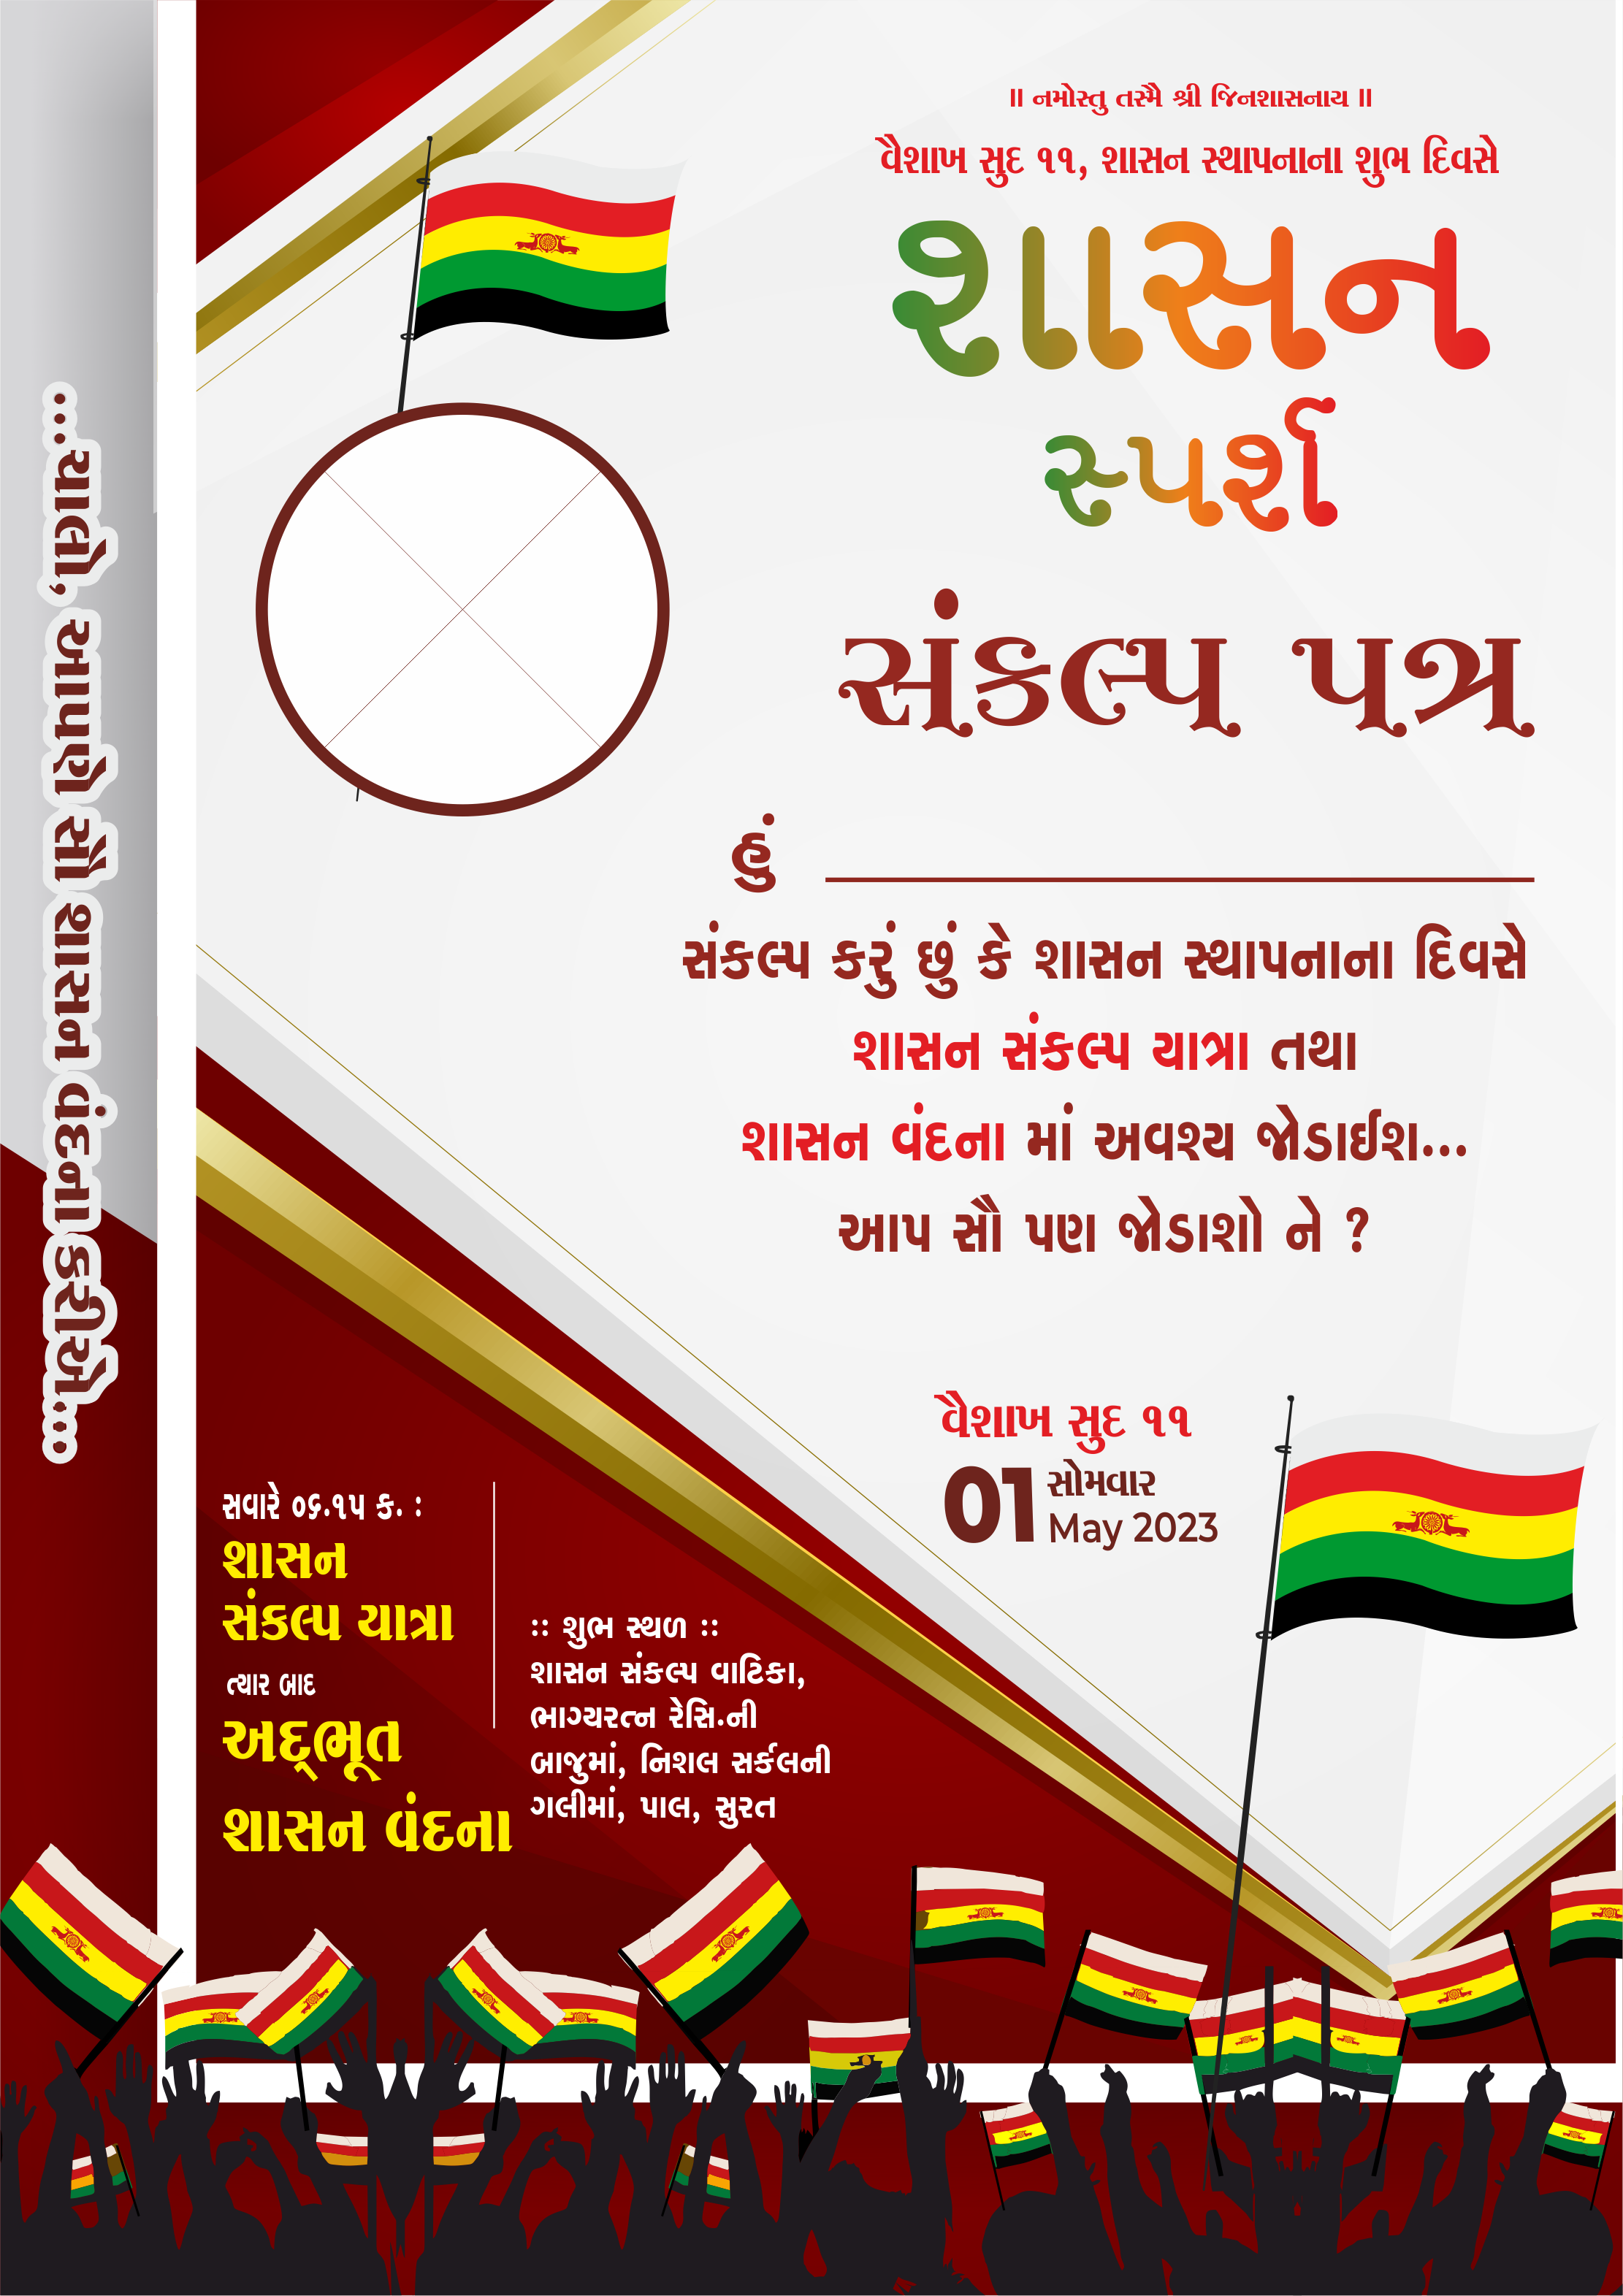 ॥ નમોસ્તુ તસ્મૈ શ્રી જિનશાસનાય ॥
વૈશાખ સુદ ૧૧, શાસન સ્થાપનાના શુભ દિવસે
શાસન
સ્પર્શ
સંકલ્પ પત્ર
હું
સંકલ્પ કરું છું કે શાસન સ્થાપનાના દિવસે
શાસન સંકલ્પ યાત્રા તથા
શાસન વંદના માં અવશ્ય જોડાઈશ...
આપ સૌ પણ જોડાશો ને ?
વૈશાખ સુદ ૧૧
01 સોમવાર
May 2023
સવારે ૦૬.૧૫ ક. :
શાસન
સંકલ્પ યાત્રા
ત્યાર બાદ
અદ્ભૂત
શાસન વંદના
:: શુભ સ્થળ ::
શાસન સંકલ્પ વાટિકા,
ભાગ્યરત્ન રેસિ.ની
બાજુમાં, નિશલ સર્કલની
ગલીમાં, પાલ, સુરત
....ચાલો, આપણે સૌ શાસન વંદના કરીએ...